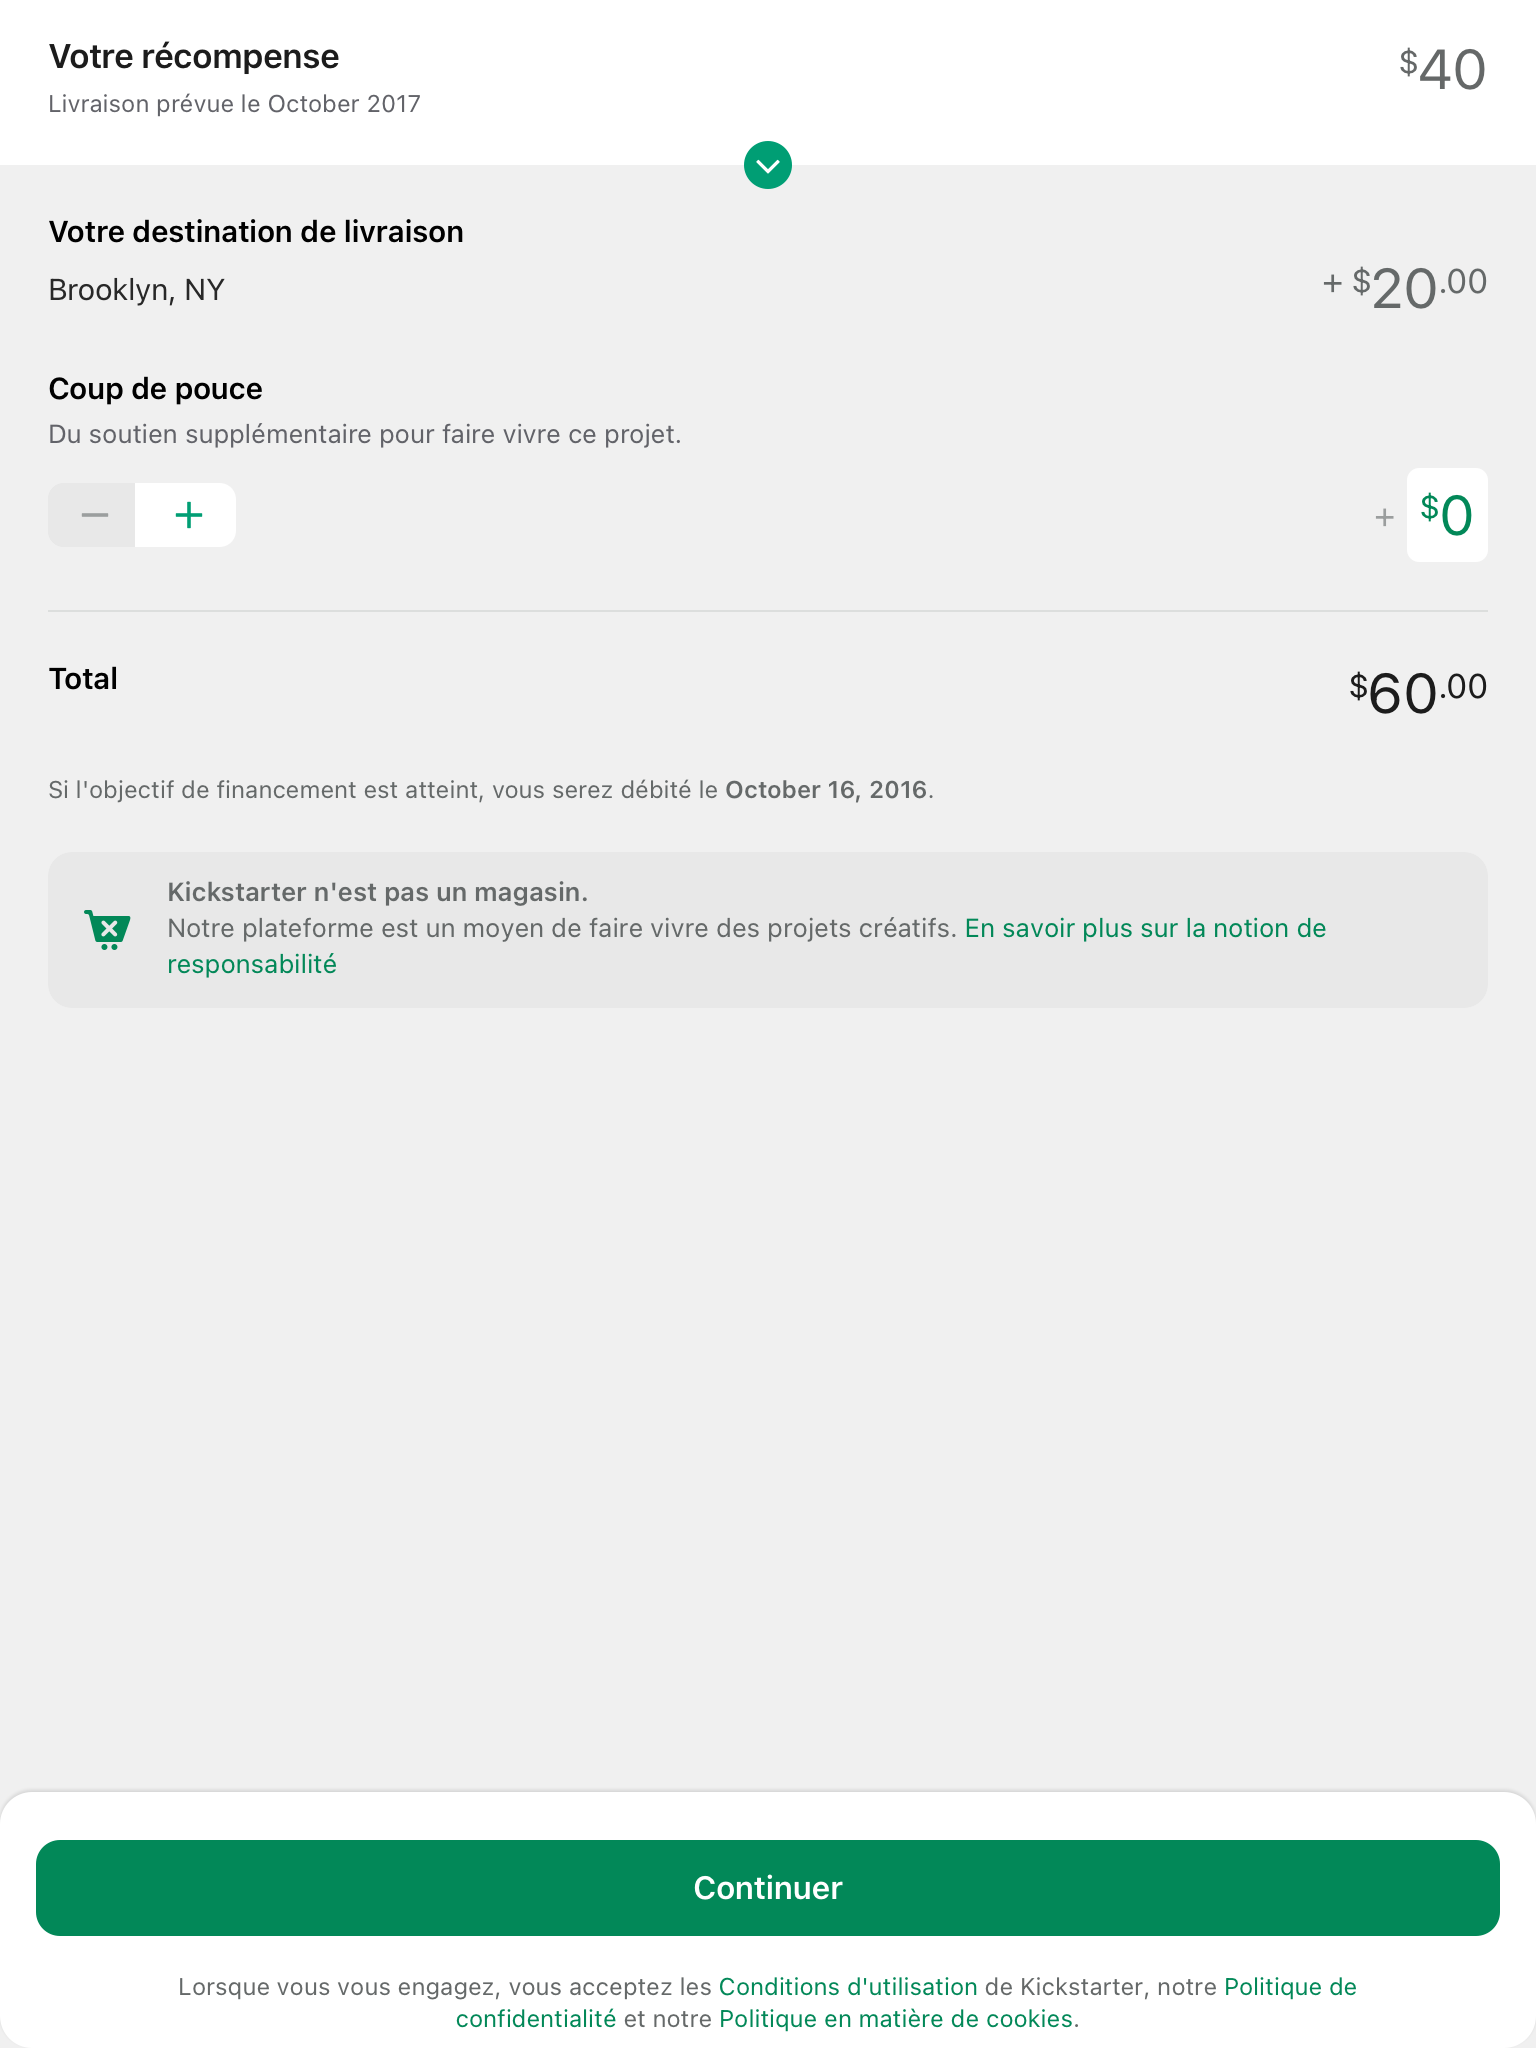 Votre récompense
$40
Livraison prévue le October 2017
Votre destination de livraison
Brooklyn, NY
+ $20.00
Coup de pouce
Du soutien supplémentaire pour faire vivre ce projet.
− +
+ $0
Total
$60.00
Si l'objectif de financement est atteint, vous serez débité le October 16, 2016.
Kickstarter n'est pas un magasin.
Notre plateforme est un moyen de faire vivre des projets créatifs. En savoir plus sur la notion de
responsabilité
Continuer
Lorsque vous vous engagez, vous acceptez les Conditions d'utilisation de Kickstarter, notre Politique de
confidentialité et notre Politique en matière de cookies.